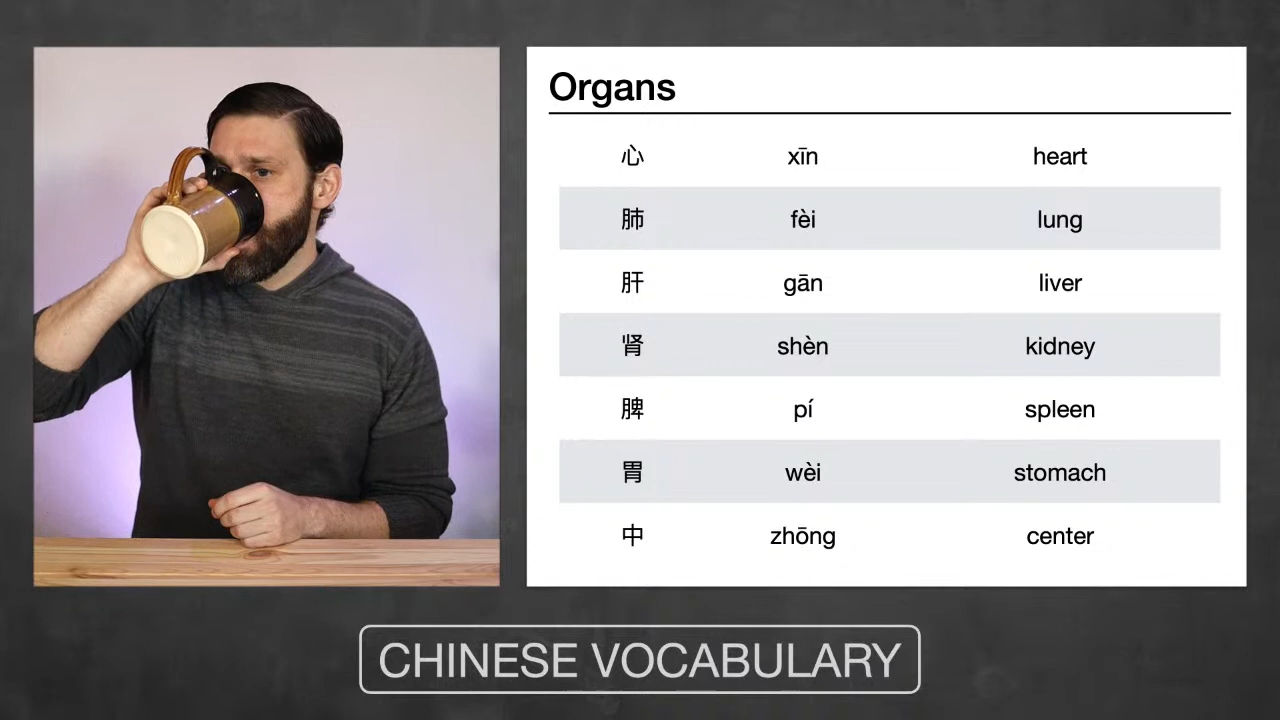 Organs
心 xīn heart
肺 fèi lung
肝 gān liver
肾 shèn kidney
脾 pí spleen
胃 wèi stomach
中 zhōng center
CHINESE VOCABULARY